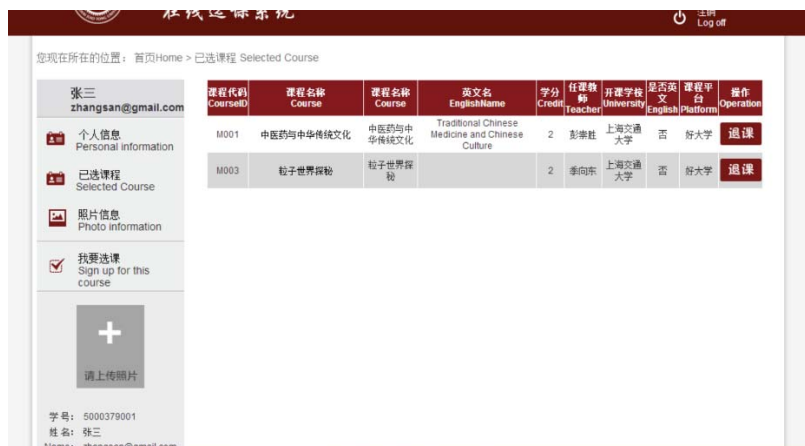 在线选课系统
注销
Log off
您现在所在的位置： 首页Home > 已选课程 Selected Course
张三
zhangsan@gmail.com
个人信息
Personal information
已选课程
Selected Course
照片信息
Photo information
我要选课
Sign up for this
course
请上传照片
学号： 5000379001
姓 名： 张三
Name: zhangsan@gmail.com
课程代码 课程名称 课程名称 英文名 学分 任课教师 开课学校 是否英文 课程平台 操作
CourseID Course Course EnglishName Credit Teacher University English Platform Operation
M001 中医药与中华传统文化 中医药与中华传统文化 Traditional Chinese Medicine and Chinese Culture 2 彭崇胜 上海交通大学 否 好大学 退课
M003 粒子世界探秘 粒子世界探秘 2 季向东 上海交通大学 否 好大学 退课